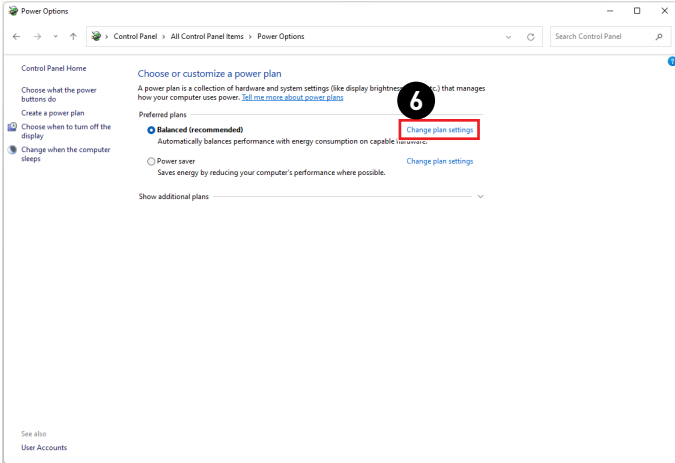 Power Options
Control Panel > All Control Panel Items > Power Options
Search Control Panel
Control Panel Home
Choose what the power
buttons do
Create a power plan
Choose when to turn off the
display
Change when the computer
sleeps
Choose or customize a power plan
A power plan is a collection of hardware and system settings (like display brightness, etc.) that manages
how your computer uses power. Tell me more about power plans
6
Preferred plans
Balanced (recommended)
Change plan settings
Automatically balances performance with energy consumption on capable hardware.
Power saver
Change plan settings
Saves energy by reducing your computer's performance where possible.
Show additional plans
See also
User Accounts
?